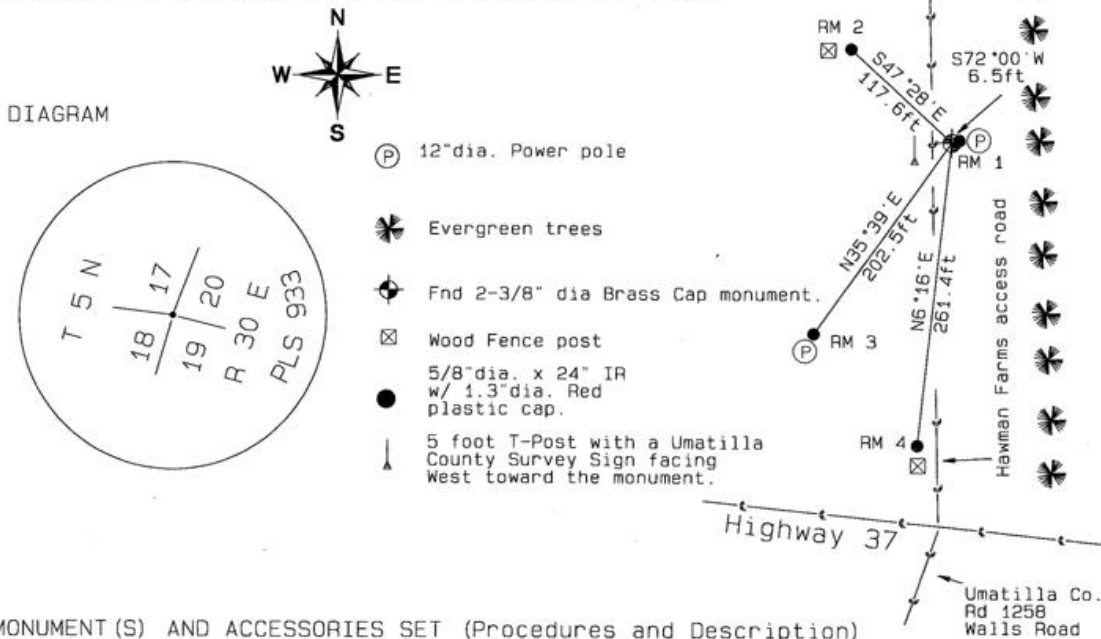 N
W E
S
DIAGRAM
T 5 N
17
20
18
19
R 30 E
PLS 933
P 12"dia. Power pole
Evergreen trees
Fnd 2-3/8" dia Brass Cap monument.
Wood Fence post
5/8"dia. x 24" IR
w/ 1.3"dia. Red
plastic cap.
5 foot T-Post with a Umatilla
County Survey Sign facing
West toward the monument.
RM 2
S47°28'E
117.6ft
S72°00'W
6.5ft
P
RM 1
N35°39'E
202.5ft
N6°16'E
261.4ft
Hawman Farms access road
RM 3
P
RM 4
Highway 37
Umatilla Co.
Rd 1258
Walls Road
MONUMENT(S) AND ACCESSORIES SET (Procedures and Description)